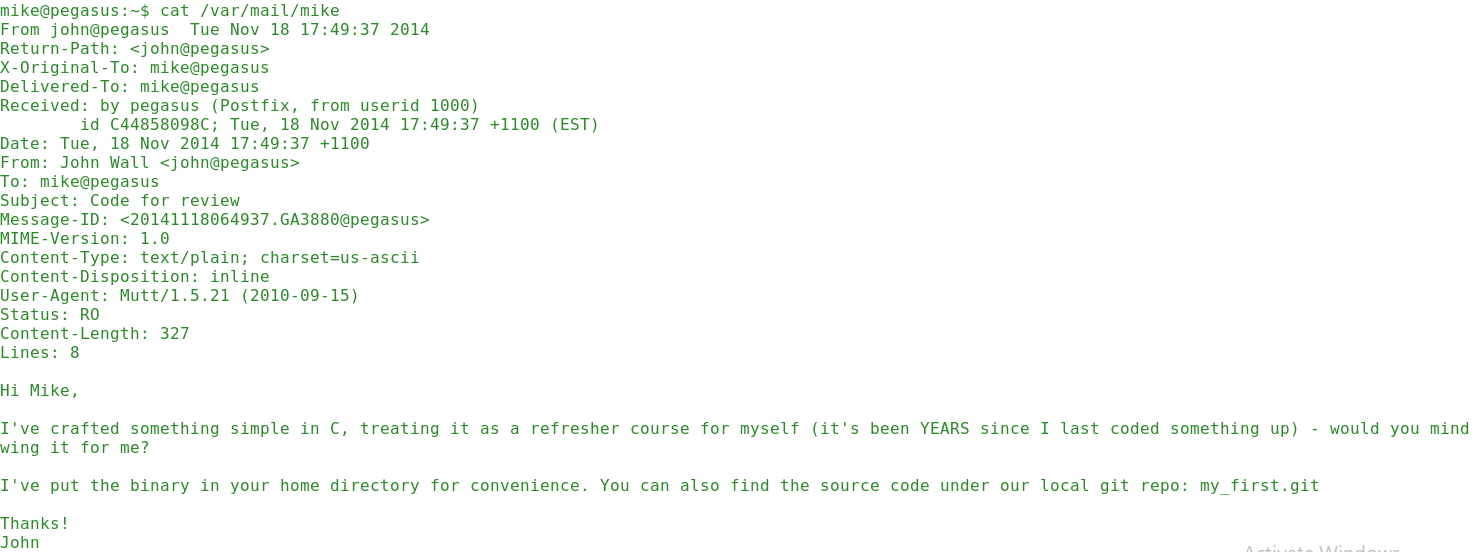 mike@pegasus:~$ cat /var/mail/mike
From john@pegasus  Tue Nov 18 17:49:37 2014
Return-Path: <john@pegasus>
X-Original-To: mike@pegasus
Delivered-To: mike@pegasus
Received: by pegasus (Postfix, from userid 1000)
        id C44858098C; Tue, 18 Nov 2014 17:49:37 +1100 (EST)
Date: Tue, 18 Nov 2014 17:49:37 +1100
From: John Wall <john@pegasus>
To: mike@pegasus
Subject: Code for review
Message-ID: <20141118064937.GA3880@pegasus>
MIME-Version: 1.0
Content-Type: text/plain; charset=us-ascii
Content-Disposition: inline
User-Agent: Mutt/1.5.21 (2010-09-15)
Status: RO
Content-Length: 327
Lines: 8
Hi Mike,
I've crafted something simple in C, treating it as a refresher course for myself (it's been YEARS since I last coded something up) - would you mind
wing it for me?
I've put the binary in your home directory for convenience. You can also find the source code under our local git repo: my_first.git
Thanks!
John
Activate Windows